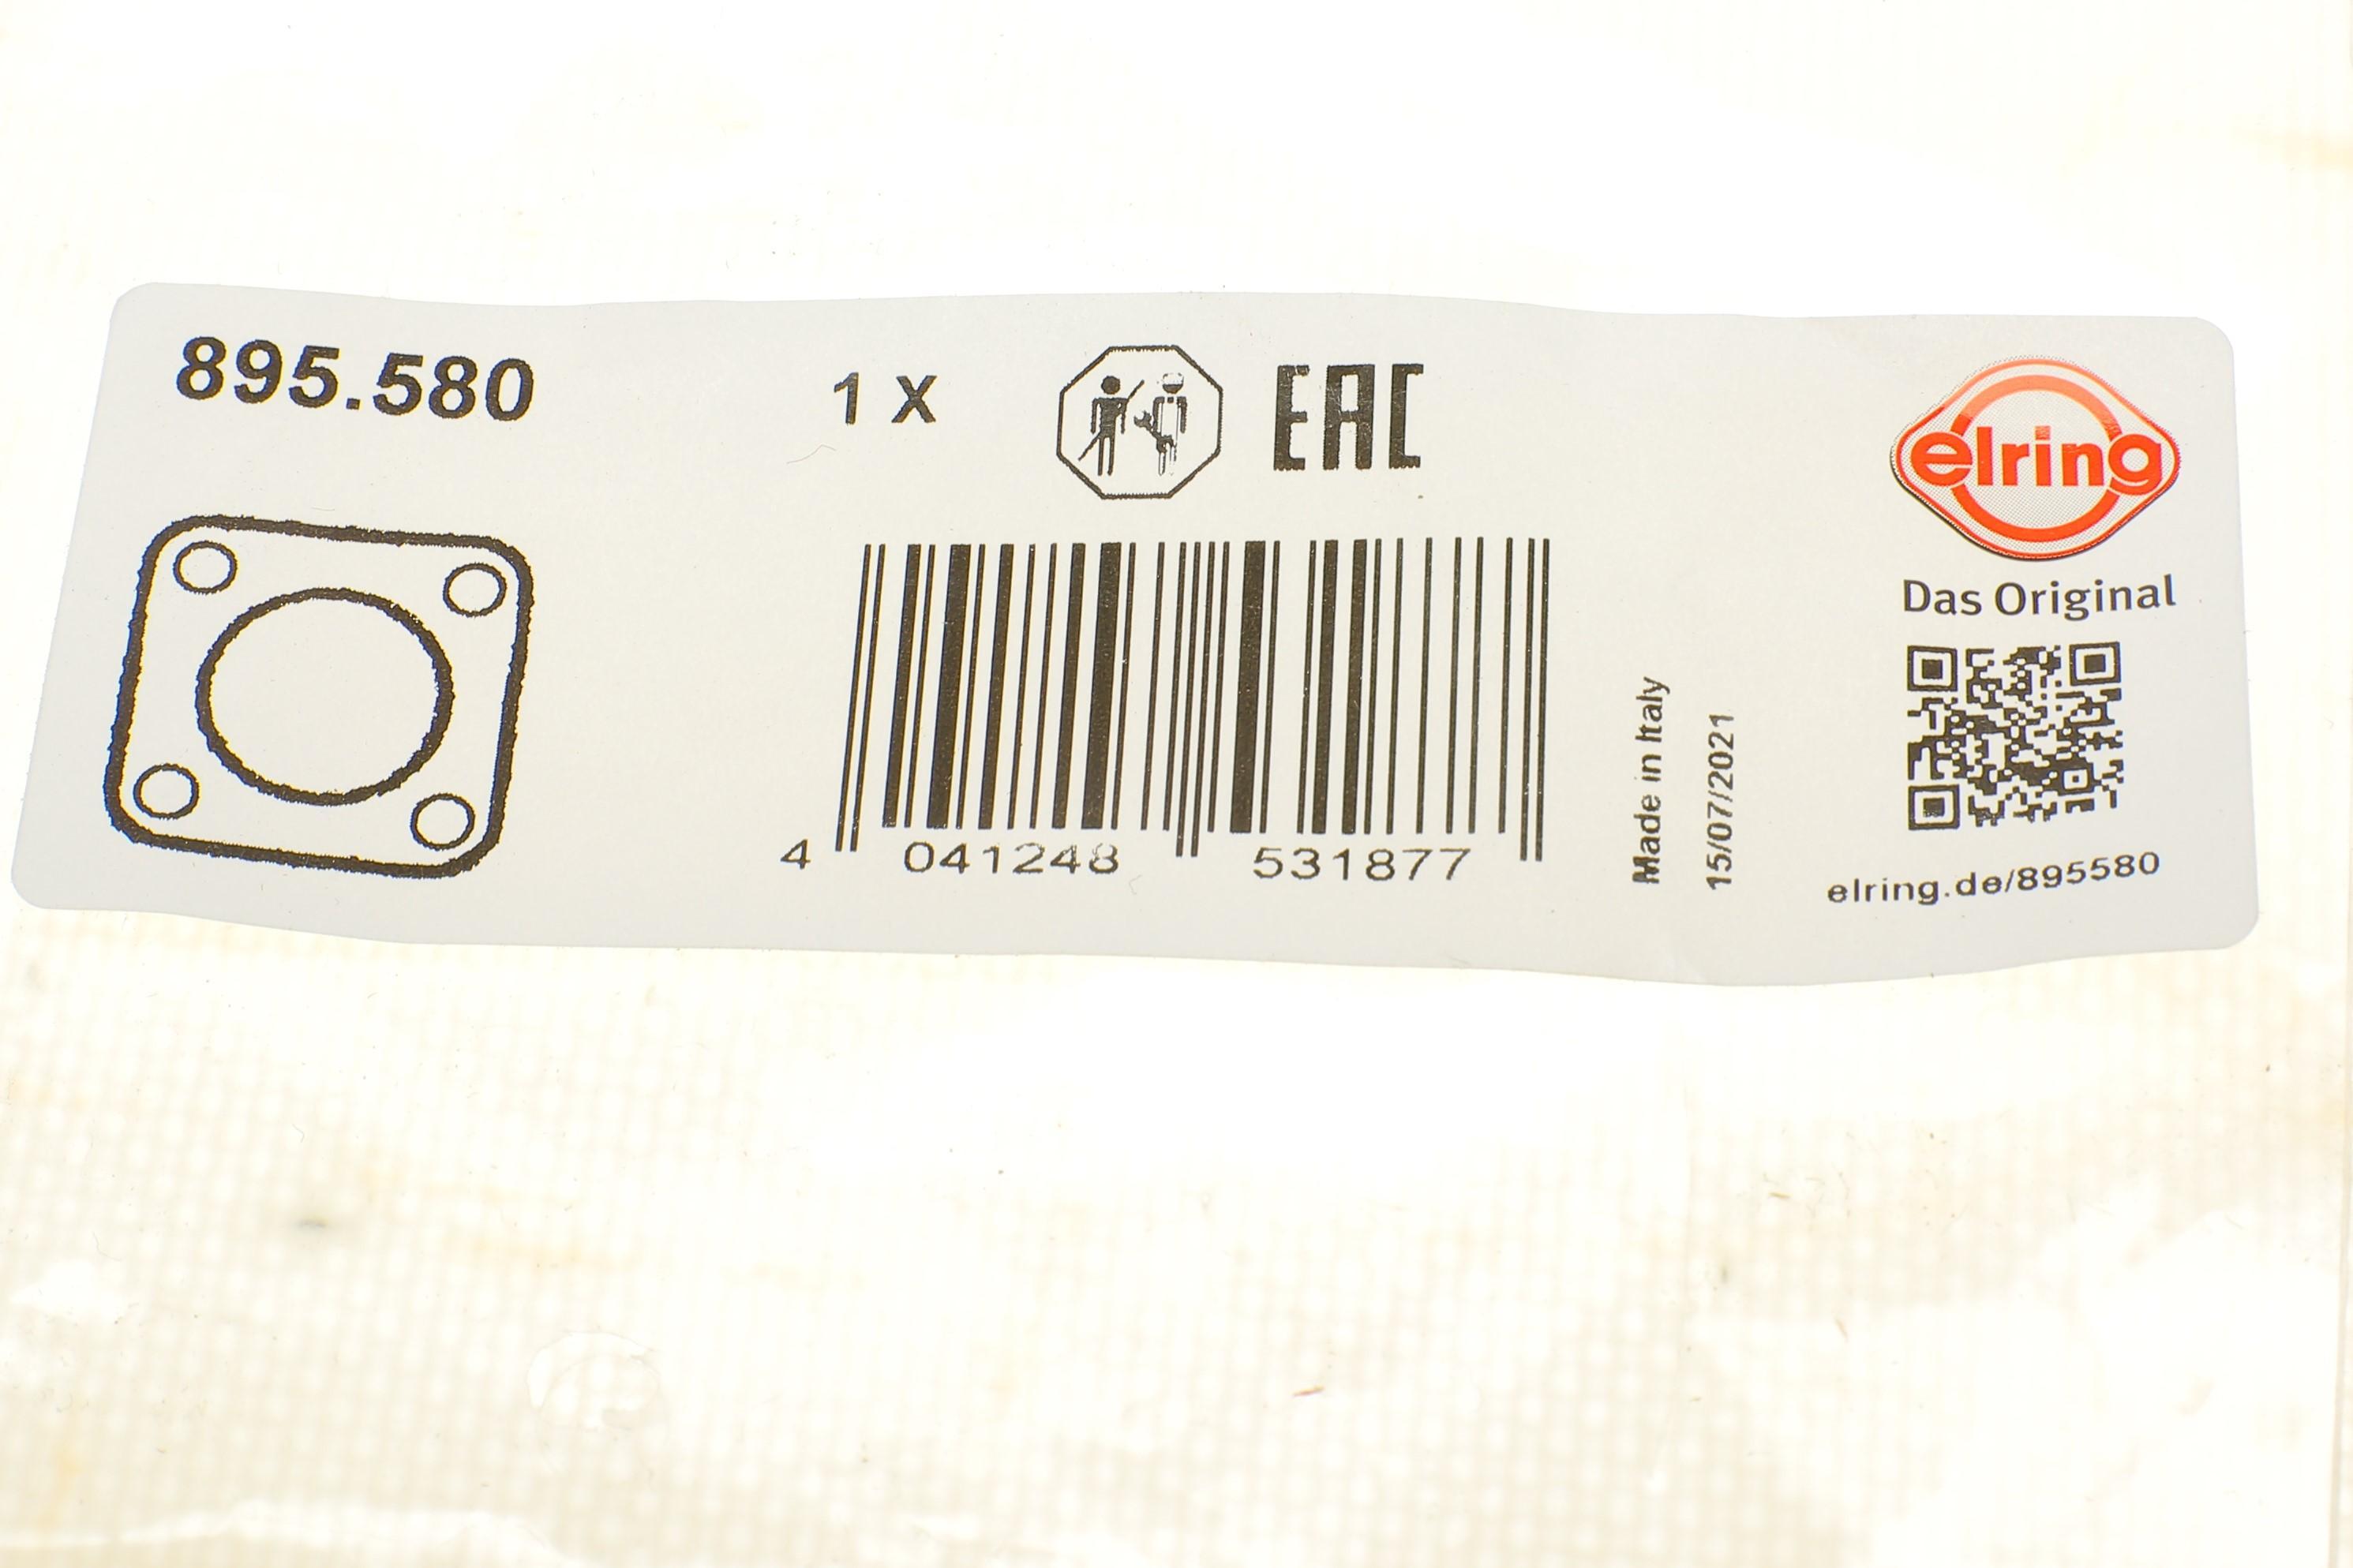 895.580
1 X
EAC
elring
Das Original
4 041248 531877
Made in Italy
15/07/2021
elring.de/895580